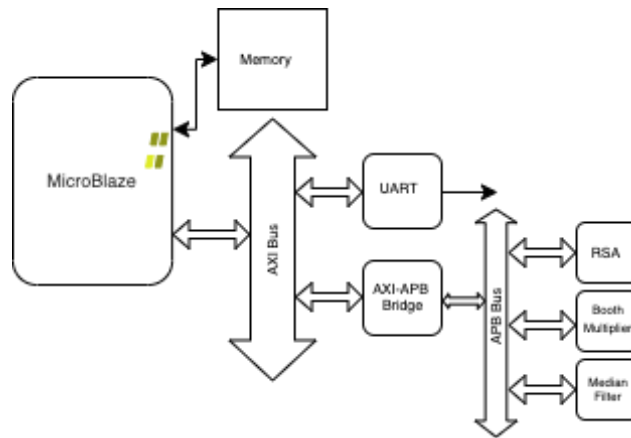 Memory
MicroBlaze
AXI Bus
UART
AXI-APB
Bridge
APB Bus
RSA
Booth
Multiplier
Median
Filter